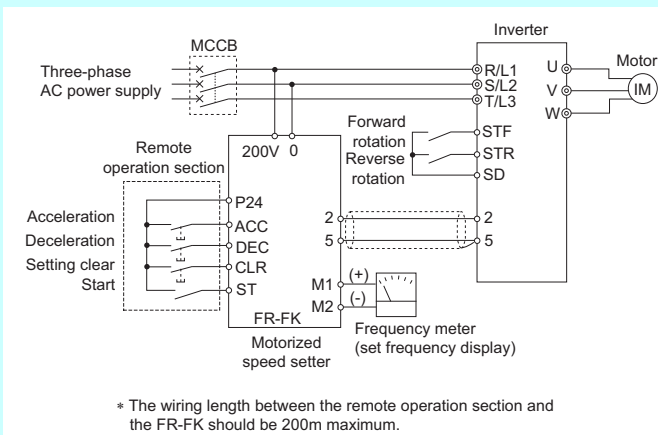 Inverter
MCCB
Motor
Three-phase
AC power supply
R/L1
S/L2
T/L3
U
V
W
IM
Forward
rotation
Reverse
rotation
STF
STR
SD
Remote
operation section
200V 0
P24
Acceleration
ACC
Deceleration
DEC
Setting clear
CLR
Start
ST
2
5
2
5
M1
(+)
M2
(-)
FR-FK
Motorized
speed setter
Frequency meter
(set frequency display)
* The wiring length between the remote operation section and
the FR-FK should be 200m maximum.